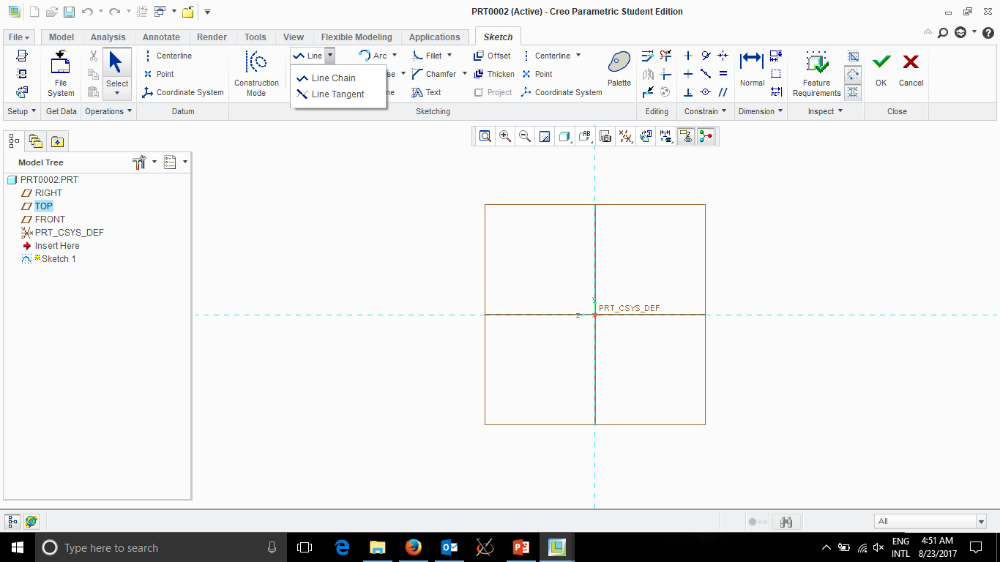 PRT0002 (Active) - Creo Parametric Student Edition
File Model Analysis Annotate Render Tools View Flexible Modeling Applications Sketch
Centerline Line Arc Fillet Offset Centerline
Line Chain se Chamfer Thicken Point
File System Select Point Construction Mode Palette Normal Feature Requirements OK Cancel
Coordinate System Line Tangent ne Text Project Coordinate System
Setup Get Data Operations Datum Sketching Editing Constrain Dimension Inspect Close
Model Tree
PRT0002.PRT
RIGHT
TOP
FRONT
PRT_CSYS_DEF
Insert Here
Sketch 1
Y
PRT_CSYS_DEF
Z
All
Type here to search
ENG 4:51 AM
INTL 8/23/2017